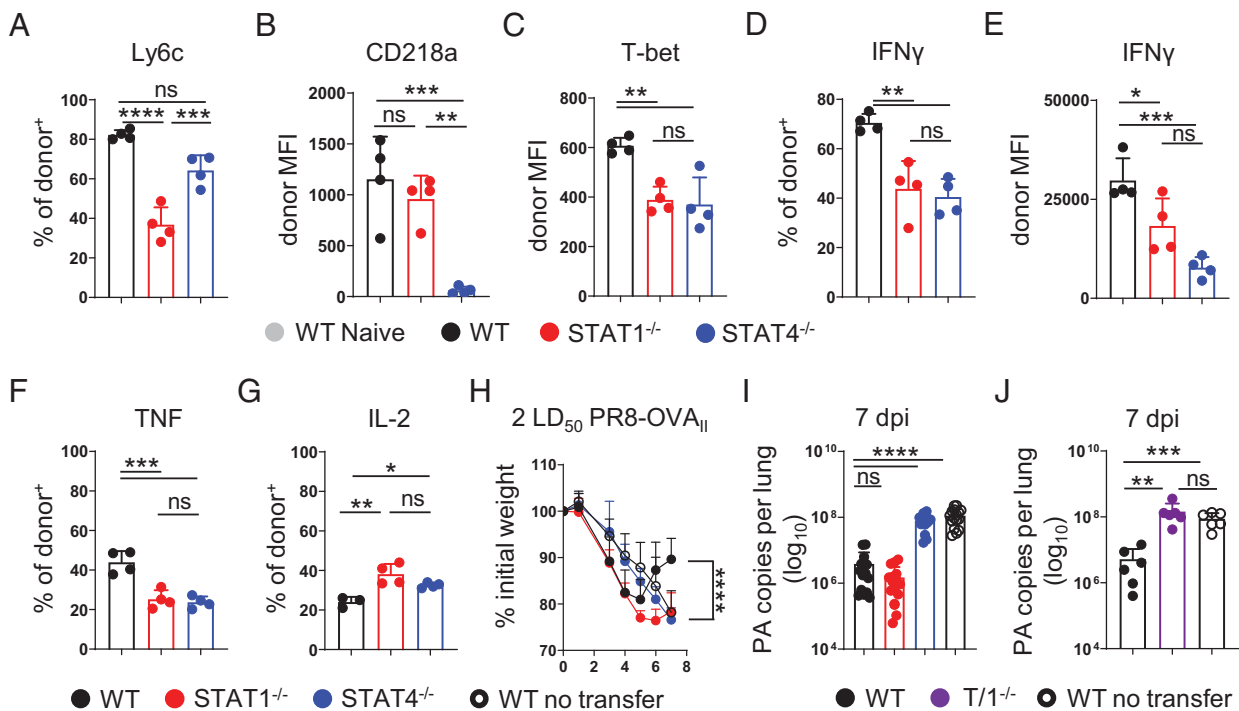 A
Ly6c
% of donor+
100
80
60
40
20
0
ns
****
***
B
CD218a
donor MFI
2000
1500
1000
500
0
***
ns
**
C
T-bet
donor MFI
800
600
400
200
0
**
ns
D
IFNγ
% of donor+
100
80
60
40
20
0
**
ns
E
IFNγ
donor MFI
50000
25000
0
*
***
ns
WT Naive WT STAT1-/- STAT4-/-
F
TNF
% of donor+
100
80
60
40
20
0
***
ns
G
IL-2
% of donor+
100
80
60
40
20
0
*
**
ns
H
2 LD50 PR8-OVAII
% initial weight
110
100
90
80
70
0 2 4 6 8
****
I
7 dpi
PA copies per lung
(log10)
10^10
10^8
10^6
10^4
****
ns
J
7 dpi
PA copies per lung
(log10)
10^10
10^8
10^6
10^4
***
**
ns
WT STAT1-/- STAT4-/- WT no transfer
WT T/1-/- WT no transfer